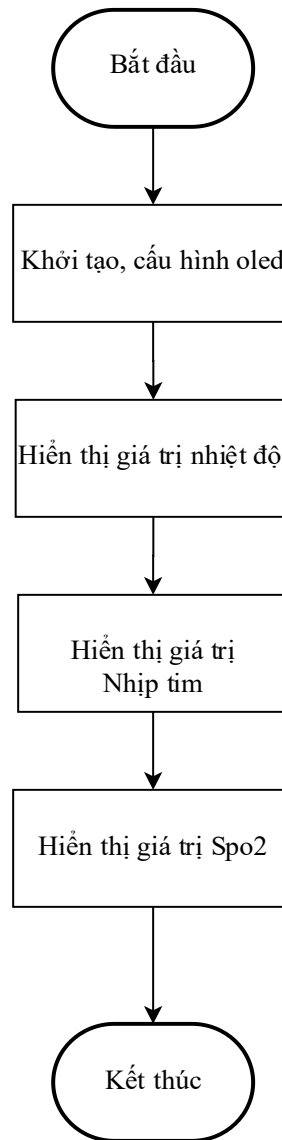 Bắt đầu
Khởi tạo, cấu hình oled
Hiển thị giá trị nhiệt độ
Hiển thị giá trị
Nhịp tim
Hiển thị giá trị Spo2
Kết thúc